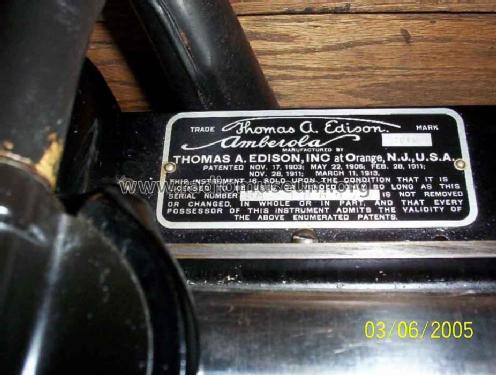 TRADE Thomas A. Edison. MARK
Amberola
MANUFACTURED BY
THOMAS A. EDISON, INC at Orange, N.J., U.S.A.
PATENTED NOV. 17, 1903; MAY 22, 1906; FEB. 28, 1911;
NOV. 28, 1911; MARCH 11, 1913.
THIS INSTRUMENT IS SOLD UPON THE CONDITION THAT IT IS
SO LONG AS THIS
SERIAL NUMBER IS NOT REMOVED
OR CHANGED, IN WHOLE OR IN PART, AND THAT EVERY
POSSESSOR OF THIS INSTRUMENT ADMITS THE VALIDITY OF
THE ABOVE ENUMERATED PATENTS.
www.radiomuseum.org
03/06/2005